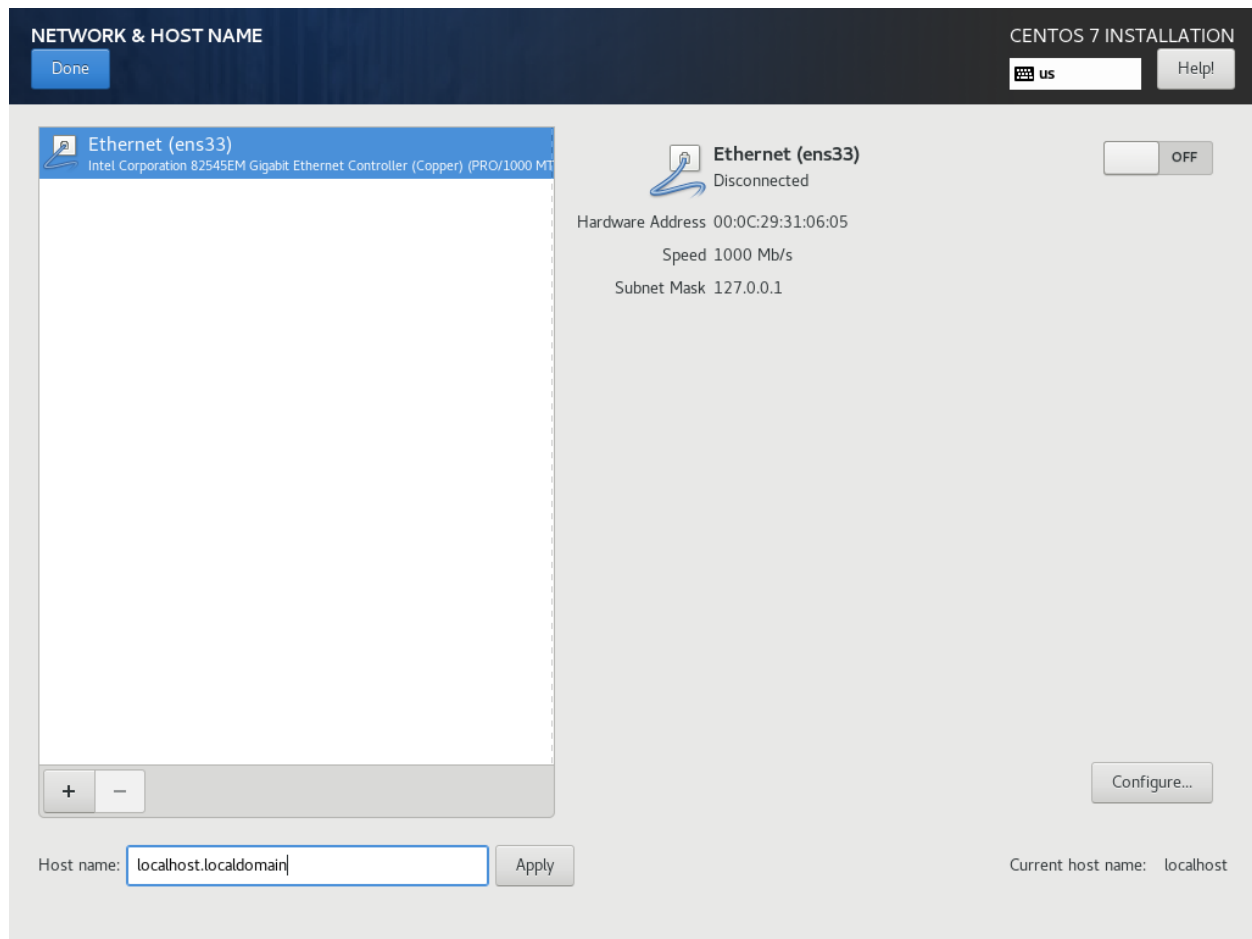 NETWORK & HOST NAME
CENTOS 7 INSTALLATION
Done
us
Help!
Ethernet (ens33)
Intel Corporation 82545EM Gigabit Ethernet Controller (Copper) (PRO/1000 MT
Ethernet (ens33)
Disconnected
OFF
Hardware Address 00:0C:29:31:06:05
Speed 1000 Mb/s
Subnet Mask 127.0.0.1
+ −
Configure...
Host name: localhost.localdomain Apply
Current host name: localhost